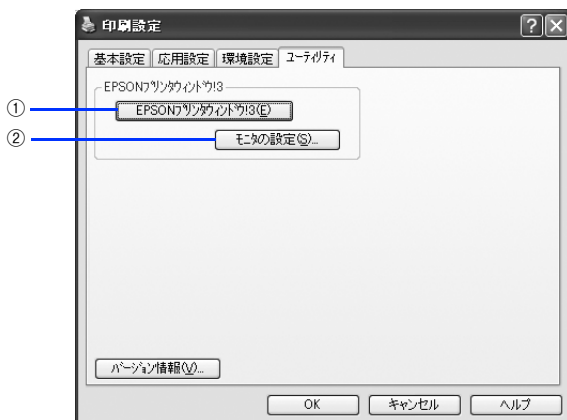 印刷設定
基本設定 応用設定 環境設定 ユーティリティ
EPSONプリンタウィンドウ!3
① EPSONプリンタウィンドウ!3(E)
② モニタの設定(S)...
バージョン情報(V)...
OK キャンセル ヘルプ